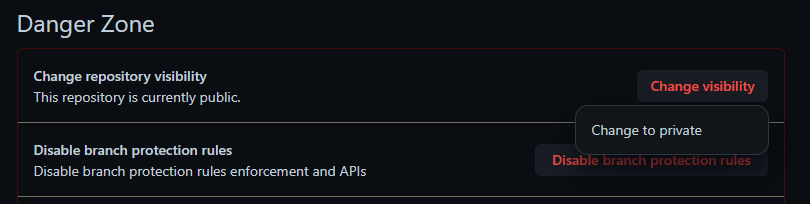 Danger Zone
Change repository visibility
This repository is currently public.
Change visibility
Change to private
Disable branch protection rules
Disable branch protection rules enforcement and APIs
Disable branch protection rules